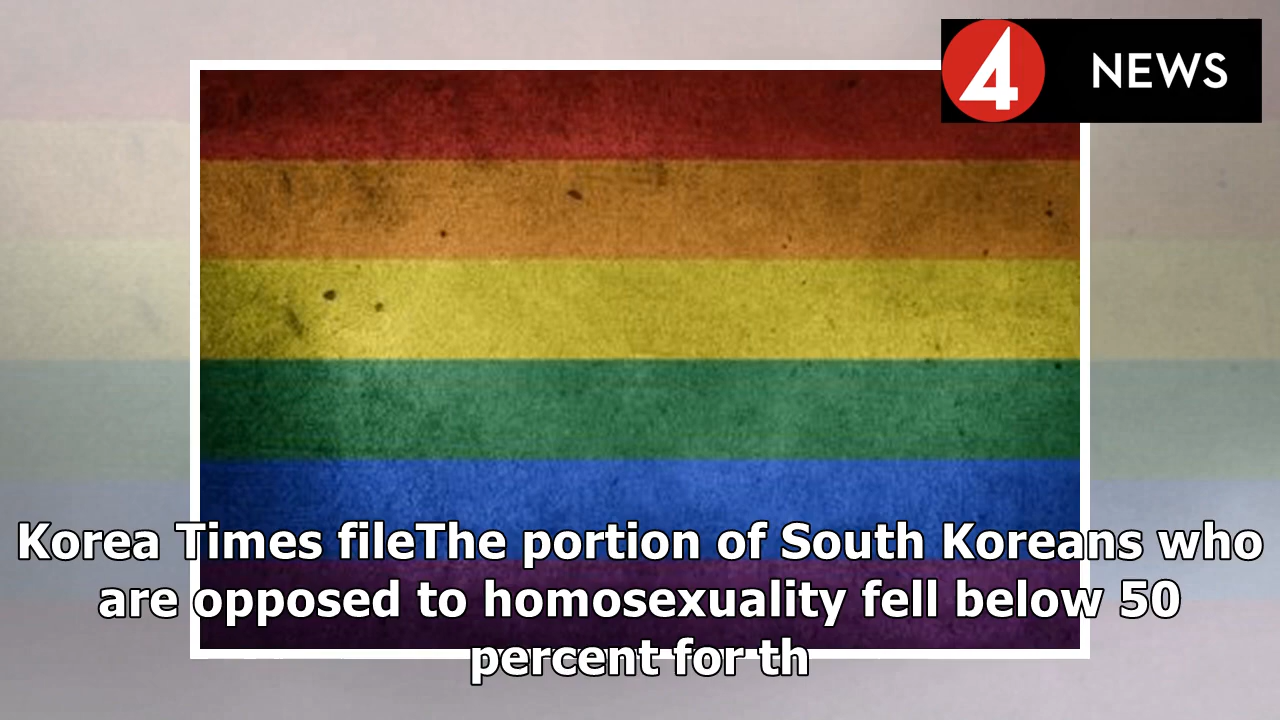 4 NEWS
Korea Times fileThe portion of South Koreans who
are opposed to homosexuality fell below 50
percent for th